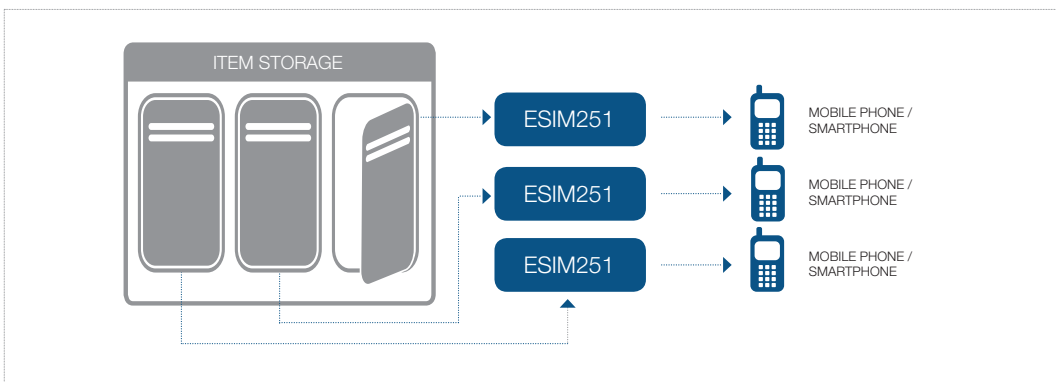 ITEM STORAGE
ESIM251
MOBILE PHONE /
SMARTPHONE
ESIM251
MOBILE PHONE /
SMARTPHONE
ESIM251
MOBILE PHONE /
SMARTPHONE